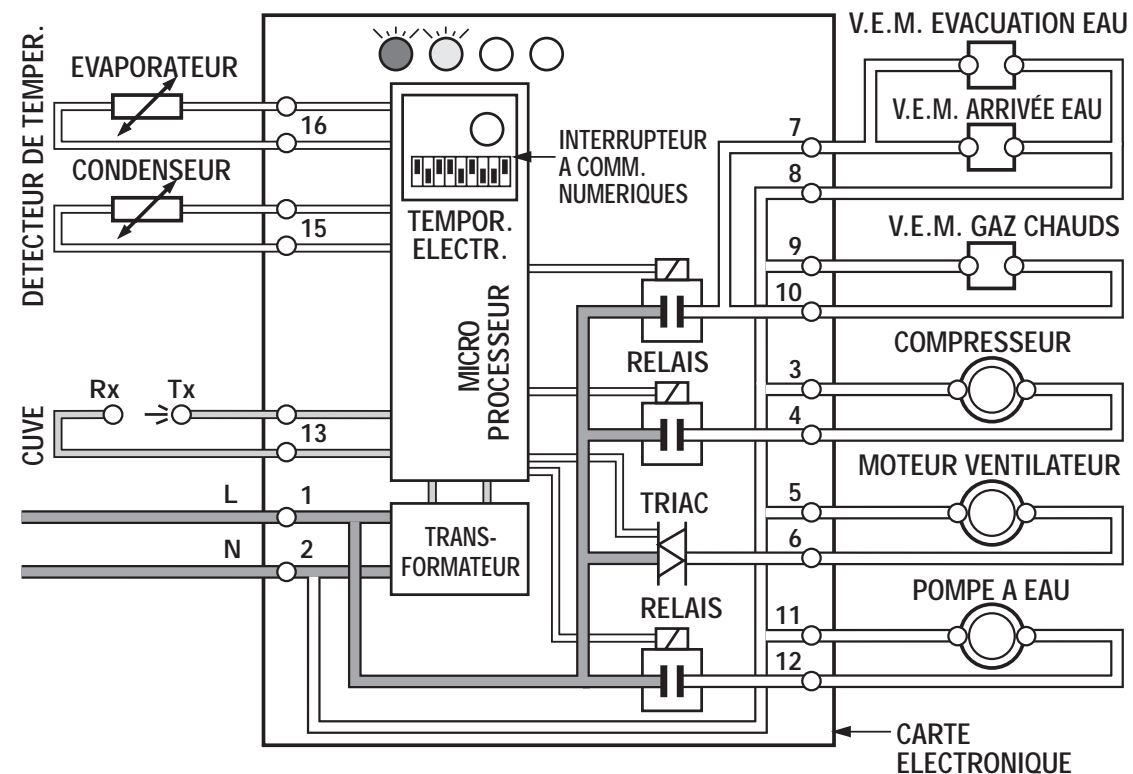 V.E.M. EVACUATION EAU
DETECTEUR DE TEMPER.
EVAPORATEUR
16
CONDENSEUR
15
INTERRUPTEUR
A COMM.
NUMERIQUES
TEMPOR.
ELECTR.
MICRO
PROCESSEUR
7
V.E.M. ARRIVÉE EAU
8
9
V.E.M. GAZ CHAUDS
10
RELAIS
COMPRESSEUR
3
4
CUVE
Rx
Tx
13
MOTEUR VENTILATEUR
L
1
N
2
TRANS-
FORMATEUR
TRIAC
5
6
RELAIS
POMPE A EAU
11
12
CARTE
ELECTRONIQUE